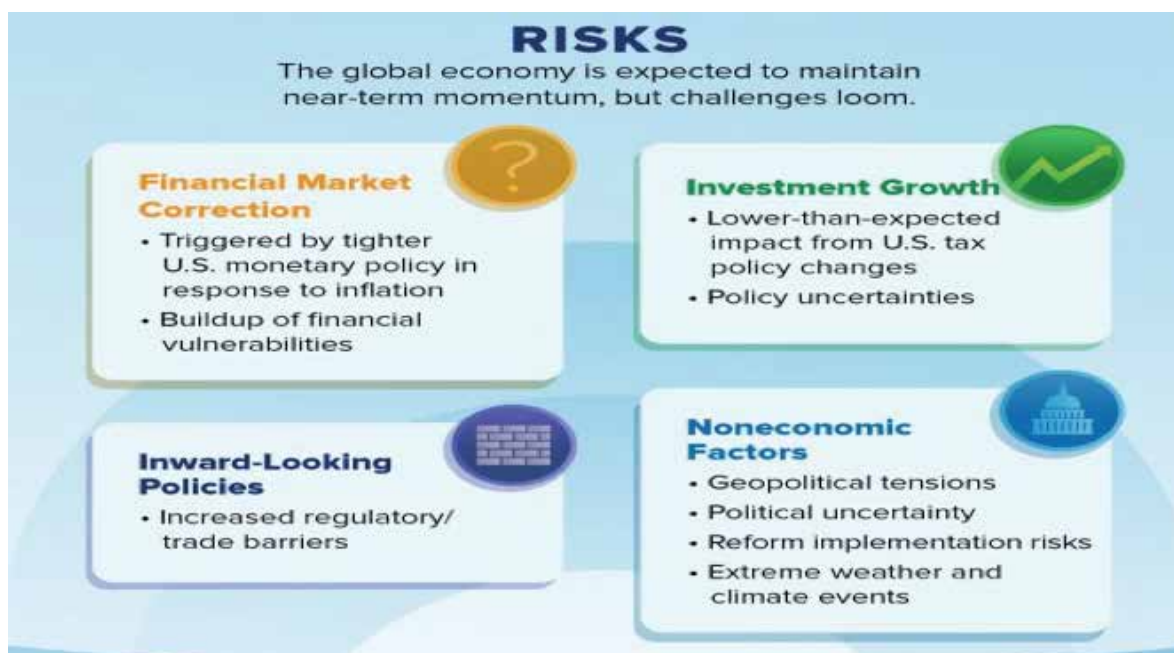 RISKS
The global economy is expected to maintain
near-term momentum, but challenges loom.
Financial Market
Correction
• Triggered by tighter
U.S. monetary policy in
response to inflation
• Buildup of financial
vulnerabilities
Investment Growth
• Lower-than-expected
impact from U.S. tax
policy changes
• Policy uncertainties
Inward-Looking
Policies
• Increased regulatory/
trade barriers
Noneconomic
Factors
• Geopolitical tensions
• Political uncertainty
• Reform implementation risks
• Extreme weather and
climate events